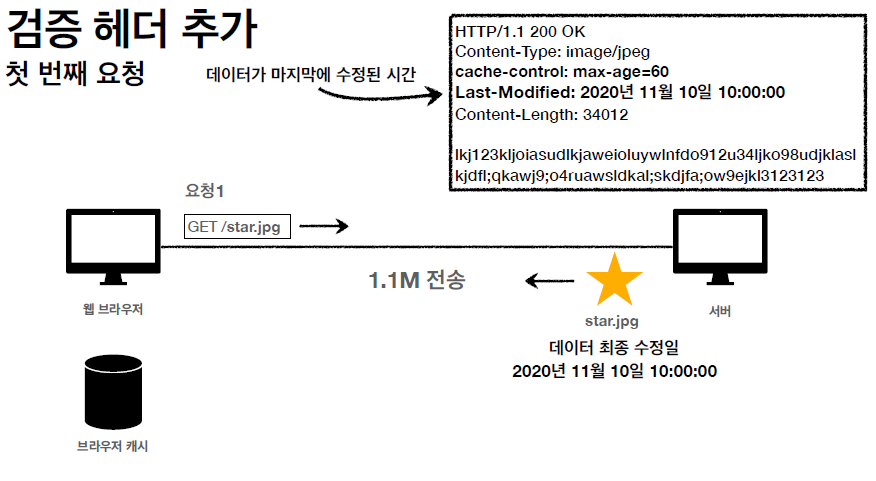 검증 헤더 추가
첫 번째 요청
데이터가 마지막에 수정된 시간
HTTP/1.1 200 OK
Content-Type: image/jpeg
cache-control: max-age=60
Last-Modified: 2020년 11월 10일 10:00:00
Content-Length: 34012
lkj123kljoiasudlkjaweioluywlnfdo912u34ljko98udjklasl
kjdfl;qkawj9;o4ruawsldkal;skdjfa;ow9ejkl3123123
요청1
GET /star.jpg
1.1M 전송
웹 브라우저
star.jpg
서버
데이터 최종 수정일
2020년 11월 10일 10:00:00
브라우저 캐시